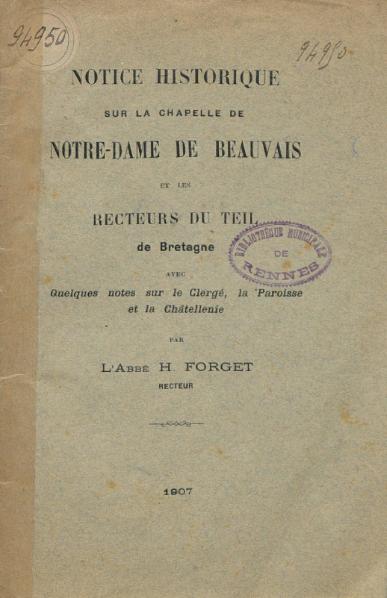 94950
94950
NOTICE HISTORIQUE
SUR LA CHAPELLE DE
NOTRE-DAME DE BEAUVAIS
ET LES
RECTEURS DU TEIL
de Bretagne
BIBLIOTHÈQUE MUNICIPALE
DE
RENNES
AVEC
Quelques notes sur le Clergé, la Paroisse
et la Châtellenie
PAR
L'ABBÉ H. FORGET
RECTEUR
1907